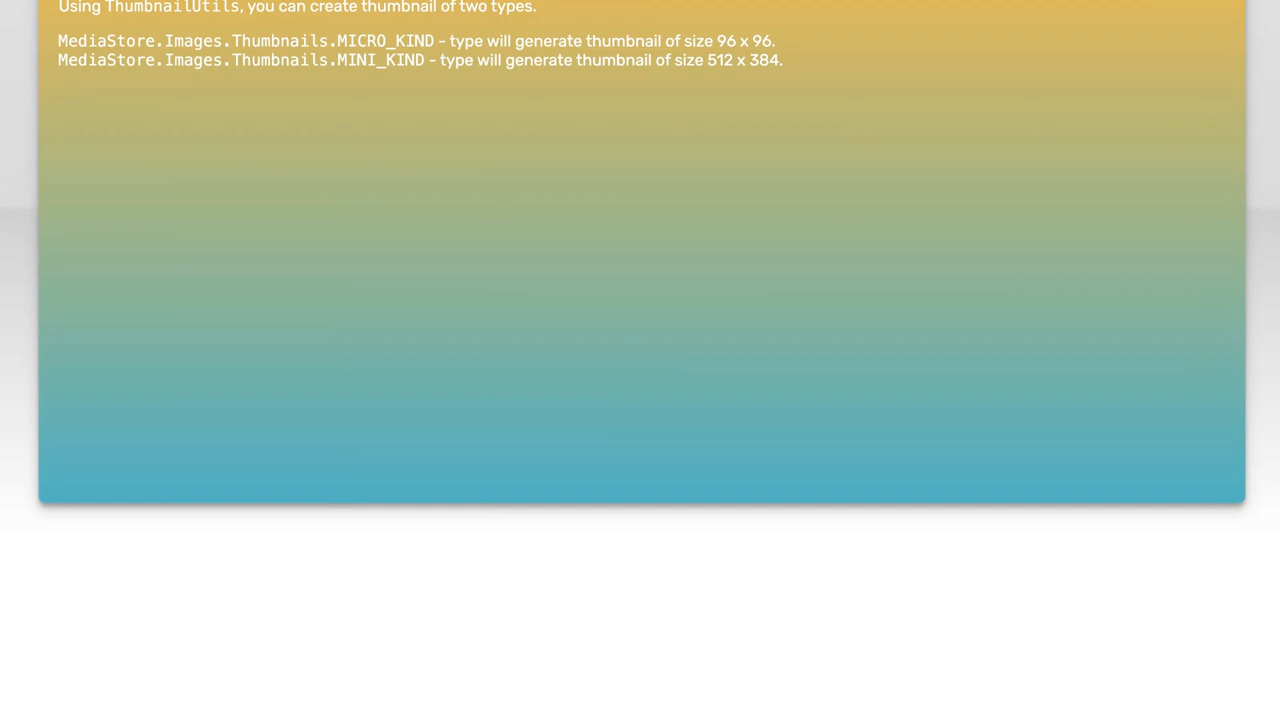 Using ThumbnailUtils, you can create thumbnail of two types.
MediaStore.Images.Thumbnails.MICRO_KIND - type will generate thumbnail of size 96 x 96.
MediaStore.Images.Thumbnails.MINI_KIND - type will generate thumbnail of size 512 x 384.